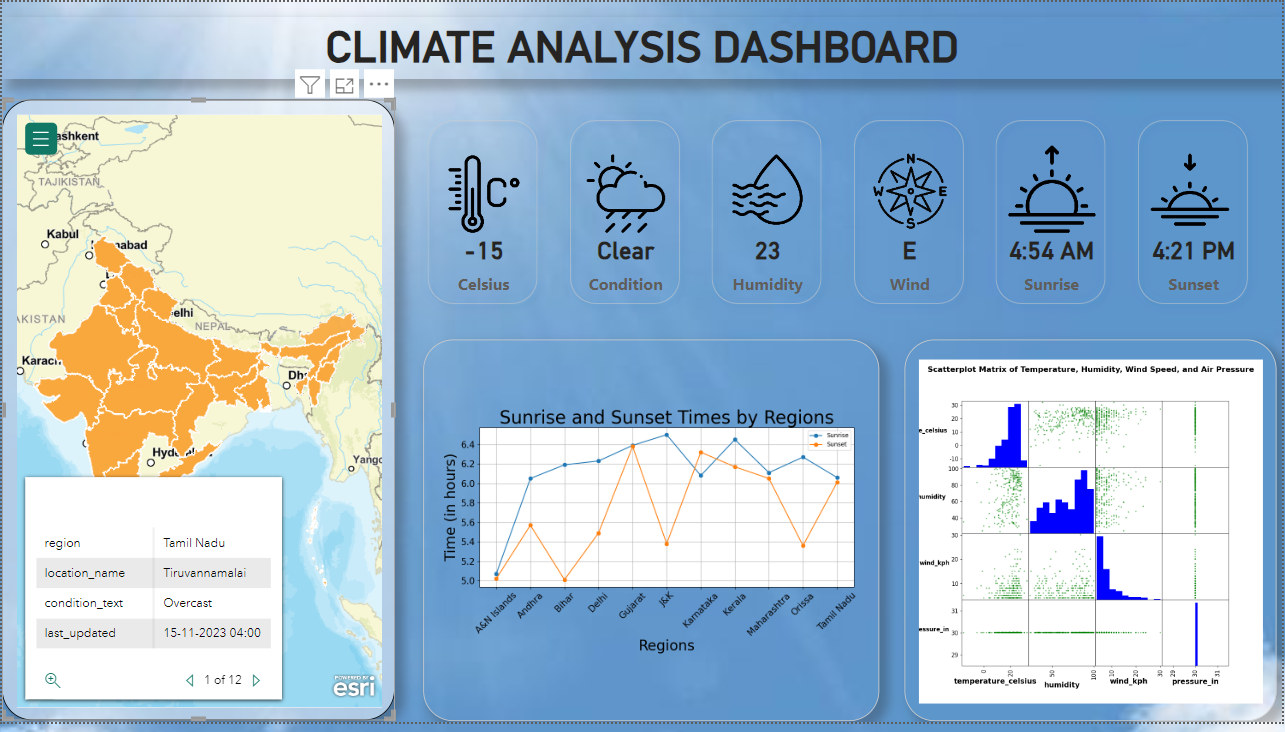 CLIMATE ANALYSIS DASHBOARD
ashkent
TAJIKISTAN
Kabul
abad
elhi
NEPAL
AKISTAN
Karach
Dh
Hyde
Yango
region Tamil Nadu
location_name Tiruvannamalai
condition_text Overcast
last_updated 15-11-2023 04:00
1 of 12
POWERED BY
esri
C°
N
W E
S
-15 Clear 23 E 4:54 AM 4:21 PM
Celsius Condition Humidity Wind Sunrise Sunset
Sunrise and Sunset Times by Regions
Sunrise
Sunset
6.4
6.2
6.0
5.8
5.6
5.4
5.2
5.0
Time (in hours)
A&N Islands Andhra Bihar Delhi Gujarat J&K Karnataka Kerala Maharashtra Orissa Tamil Nadu
Regions
Scatterplot Matrix of Temperature, Humidity, Wind Speed, and Air Pressure
30
20
10
0
-10
e_celsius
100
80
60
40
humidity
30
20
10
wind_kph
31
30
29
essure_in
0 20 50 100 10 20 30 29 30 31
temperature_celsius humidity wind_kph pressure_in